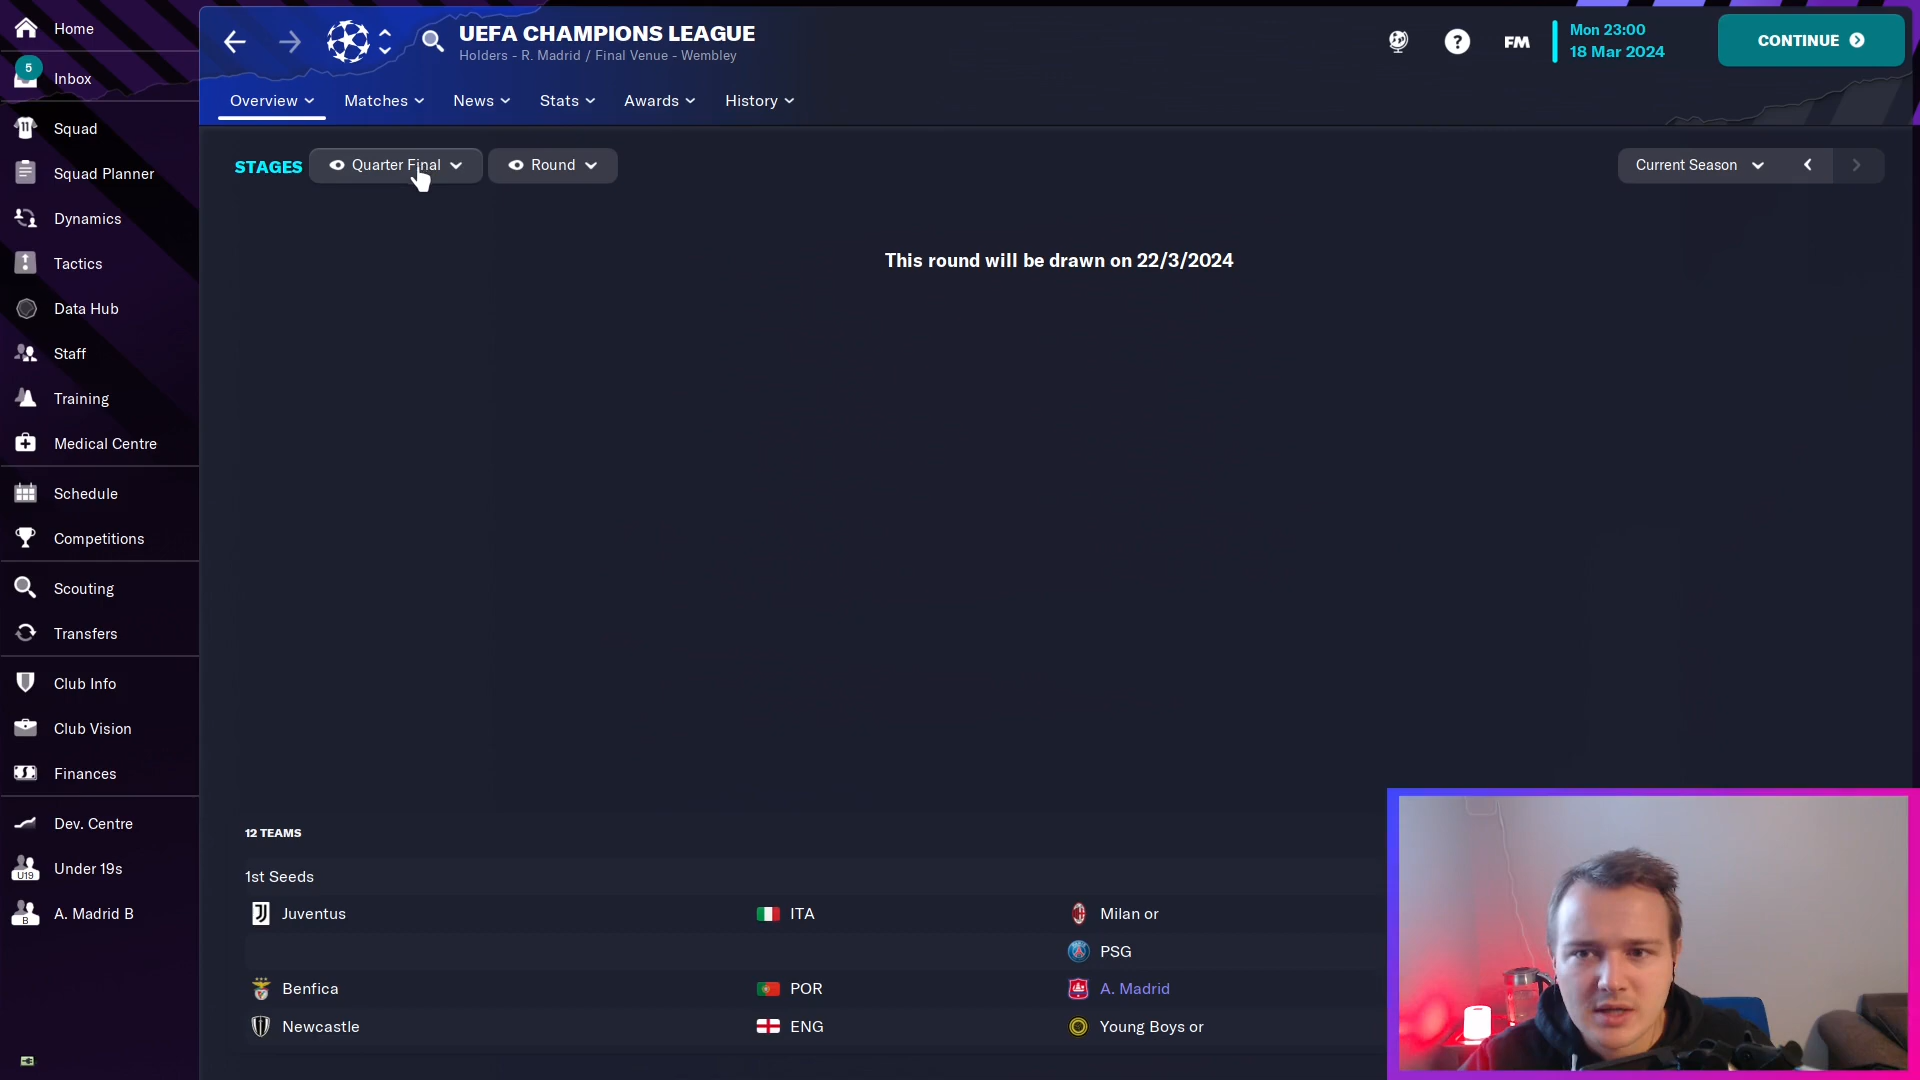 Home
5
Inbox
11
Squad
Squad Planner
Dynamics
Tactics
Data Hub
Staff
Training
Medical Centre
Schedule
Competitions
Scouting
Transfers
Club Info
Club Vision
Finances
Dev. Centre
U19
Under 19s
B
A. Madrid B
UEFA CHAMPIONS LEAGUE
Holders - R. Madrid / Final Venue - Wembley
?
FM
Mon 23:00
18 Mar 2024
CONTINUE
Overview
Matches
News
Stats
Awards
History
STAGES
Quarter Final
Round
Current Season
This round will be drawn on 22/3/2024
12 TEAMS
1st Seeds
Juventus ITA Milan or
PSG
Benfica POR A. Madrid
Newcastle ENG Young Boys or